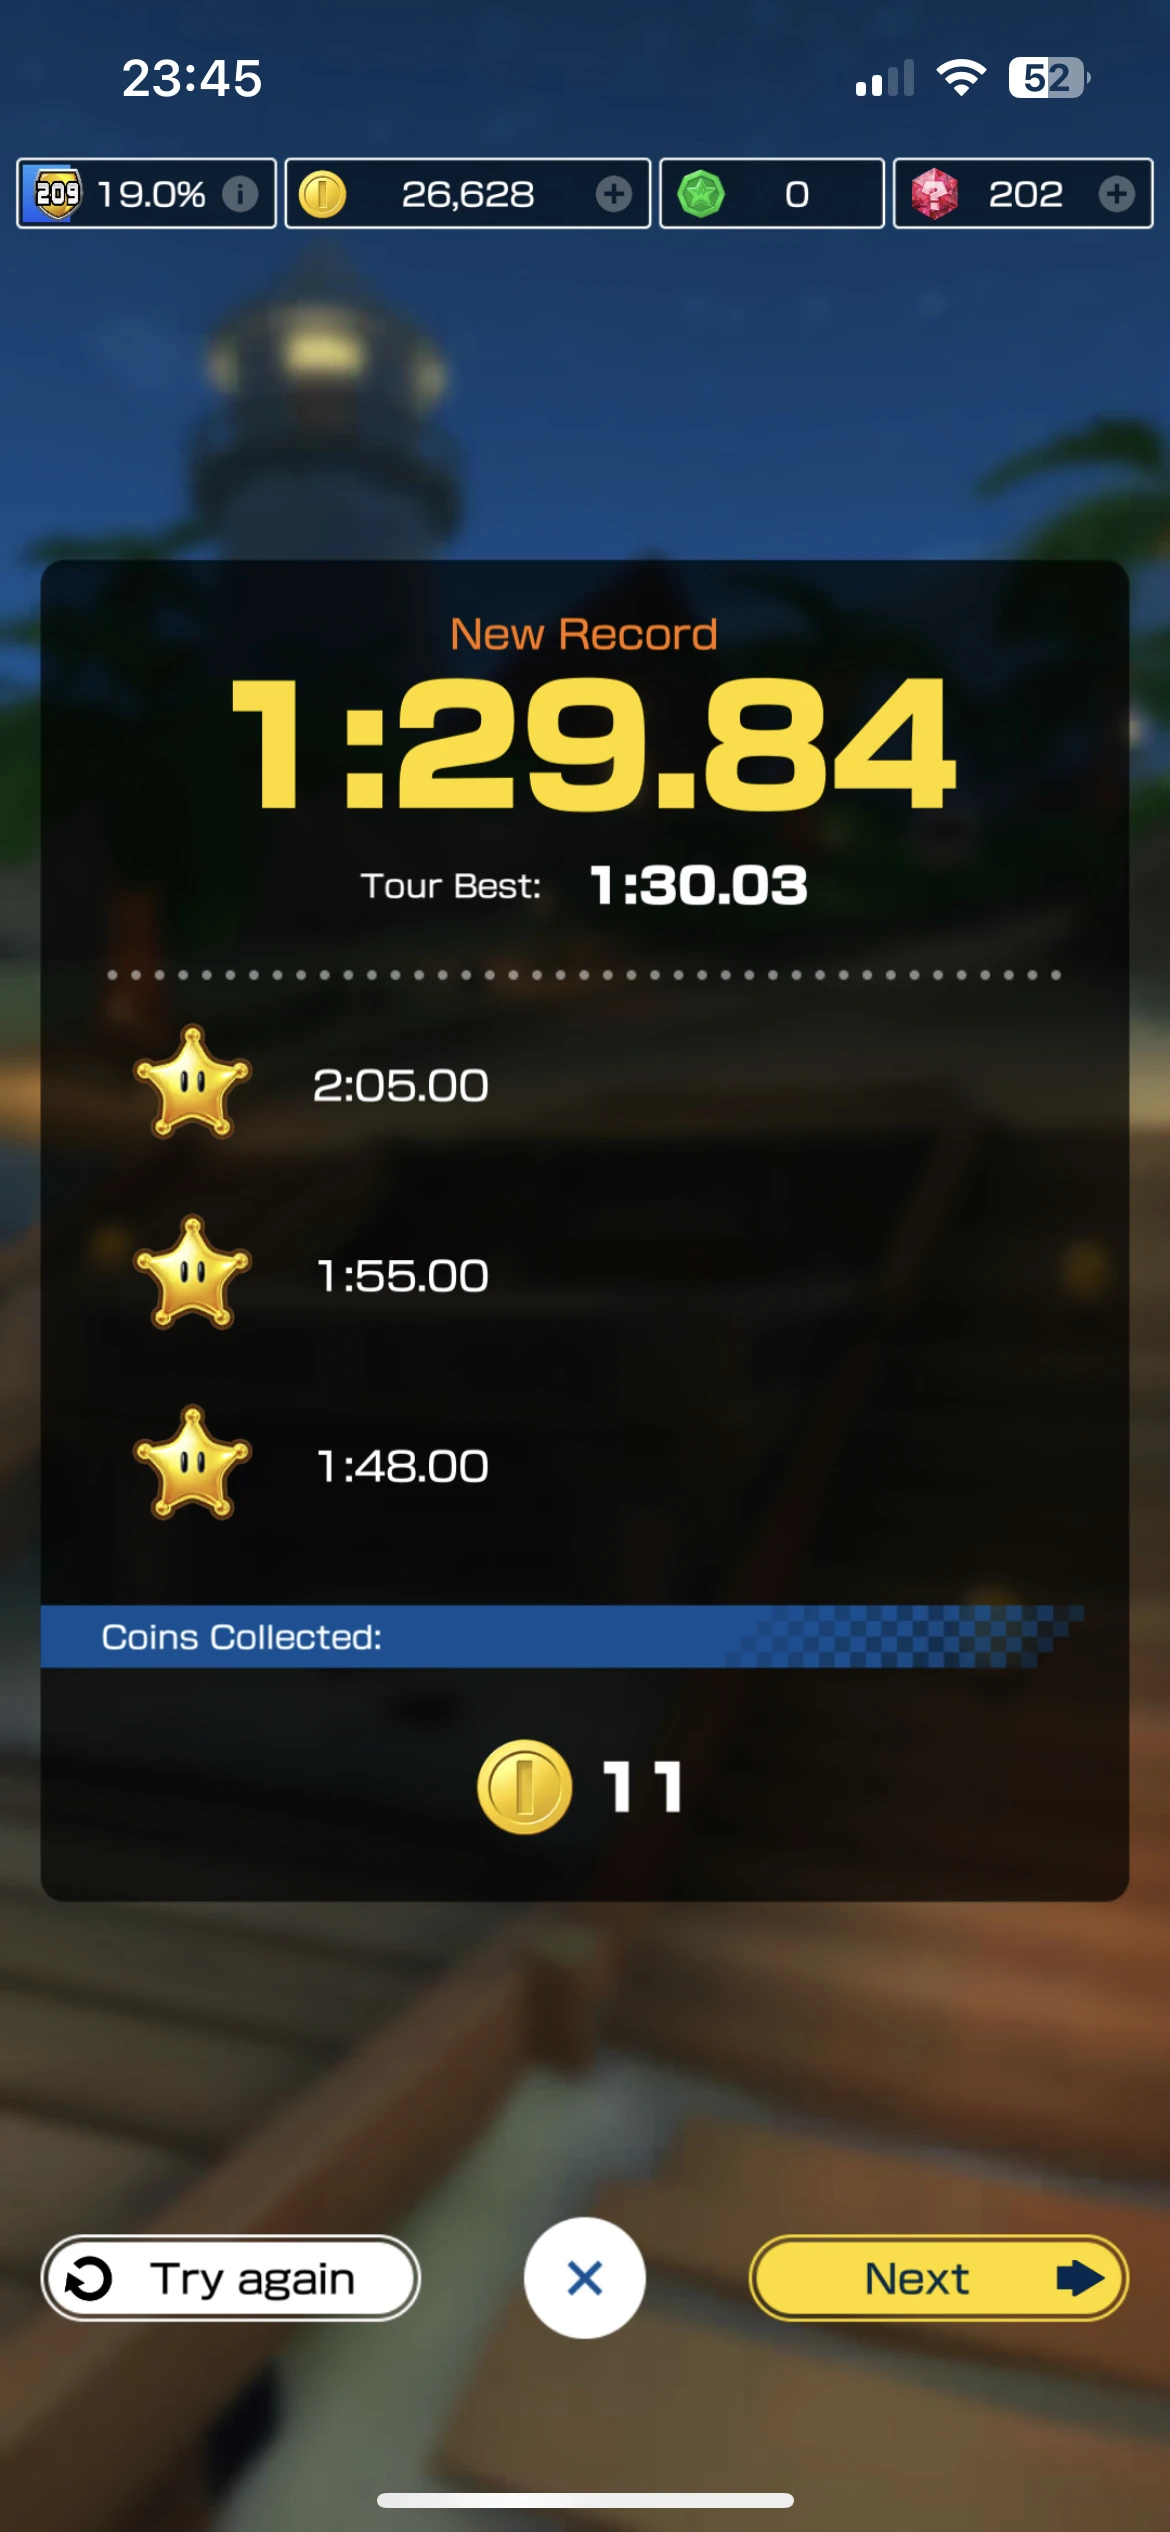 23:45
52
209 19.0% i 26,628 + 0 ? 202 +
New Record
1:29.84
Tour Best: 1:30.03
2:05.00
1:55.00
1:48.00
Coins Collected:
11
Try again
Next